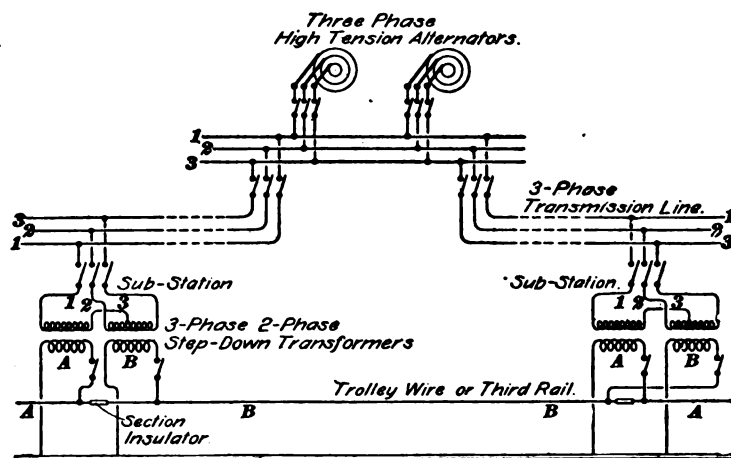 Three Phase
High Tension Alternators.
1
2
3
3-Phase
Transmission Line.
3
2
1
1
2
3
Sub-Station
Sub-Station.
1 2 3
1 2 3
3-Phase 2-Phase
Step-Down Transformers
A B
A B
Trolley Wire or Third Rail.
A B B A
Section
Insulator